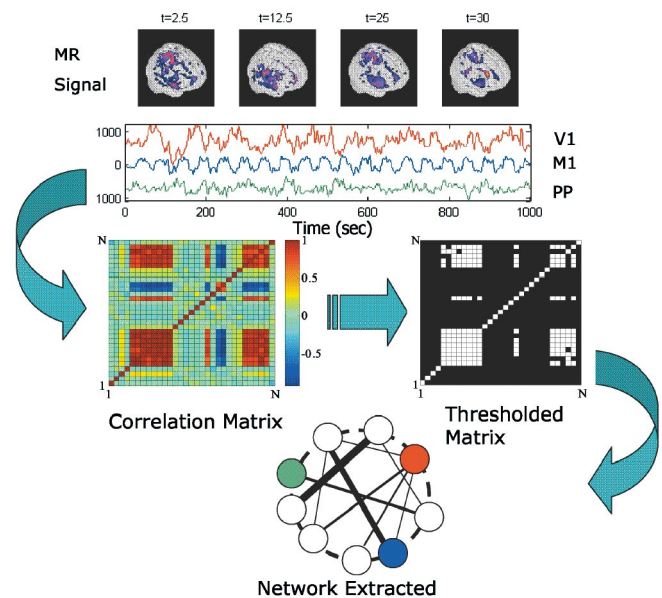 t=2.5 t=12.5 t=25 t=30
MR
Signal
1000
0
1000
V1
M1
PP
0 200 400 600 800 1000
Time (sec)
N
1
0.5
0
-0.5
1
1 N
N
1
1 N
Correlation Matrix
Thresholded
Matrix
Network Extracted